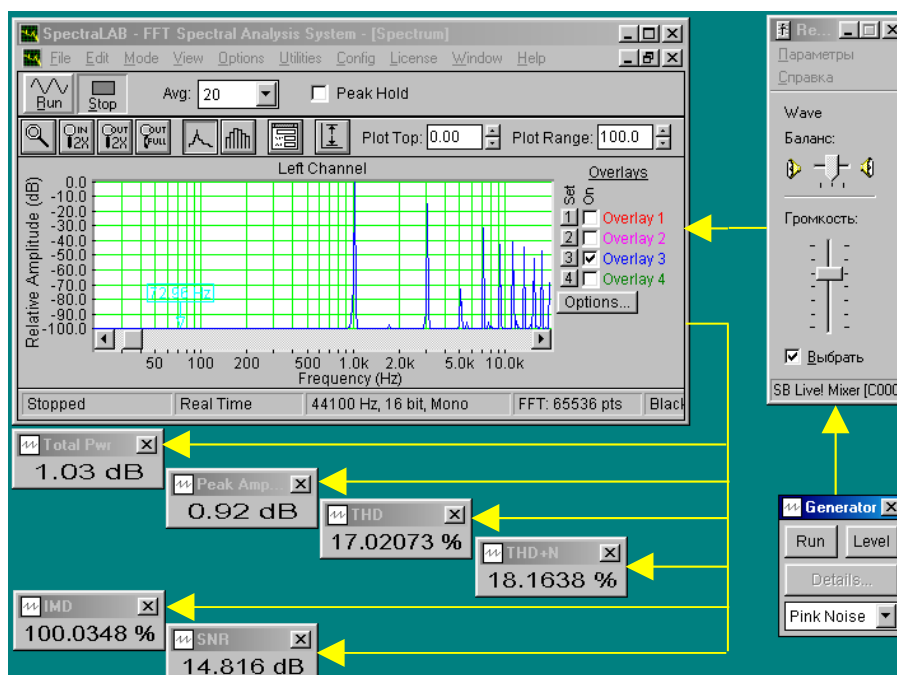 SpectraLAB - FFT Spectral Analysis System - [Spectrum]
File Edit Mode View Options Utilities Config License Window Help
Run Stop Avg: 20 Peak Hold
IN 2X OUT 2X OUT FULL Plot Top: 0.00 Plot Range: 100.0
Left Channel
Overlays
Set On
1 Overlay 1
2 Overlay 2
3 Overlay 3
4 Overlay 4
Options...
Relative Amplitude (dB)
0.0
-10.0
-20.0
-30.0
-40.0
-50.0
-60.0
-70.0
-80.0
-90.0
-100.0
72.96 Hz
50 100 200 500 1.0k 2.0k 5.0k 10.0k
Frequency (Hz)
Stopped Real Time 44100 Hz, 16 bit, Mono FFT: 65536 pts Black
Re...
Параметры
Справка
Wave
Баланс:
Громкость:
Выбрать
SB Live! Mixer [C000
Total Pwr
1.03 dB
Peak Amp...
0.92 dB
THD
17.02073 %
THD+N
18.1638 %
IMD
100.0348 %
SNR
14.816 dB
Generator
Run Level
Details...
Pink Noise